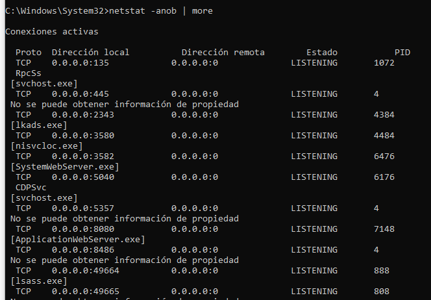 C:\Windows\System32>netstat -anob | more
Conexiones activas
Proto Dirección local Dirección remota Estado PID
TCP 0.0.0.0:135 0.0.0.0:0 LISTENING 1072
RpcSs
[svchost.exe]
TCP 0.0.0.0:445 0.0.0.0:0 LISTENING 4
No se puede obtener información de propiedad
TCP 0.0.0.0:2343 0.0.0.0:0 LISTENING 4384
[lkads.exe]
TCP 0.0.0.0:3580 0.0.0.0:0 LISTENING 4484
[nisvcloc.exe]
TCP 0.0.0.0:3582 0.0.0.0:0 LISTENING 6476
[SystemWebServer.exe]
TCP 0.0.0.0:5040 0.0.0.0:0 LISTENING 6176
CDPSvc
[svchost.exe]
TCP 0.0.0.0:5357 0.0.0.0:0 LISTENING 4
No se puede obtener información de propiedad
TCP 0.0.0.0:8080 0.0.0.0:0 LISTENING 7148
[ApplicationWebServer.exe]
TCP 0.0.0.0:8486 0.0.0.0:0 LISTENING 4
No se puede obtener información de propiedad
TCP 0.0.0.0:49664 0.0.0.0:0 LISTENING 888
[lsass.exe]
TCP 0.0.0.0:49665 0.0.0.0:0 LISTENING 808